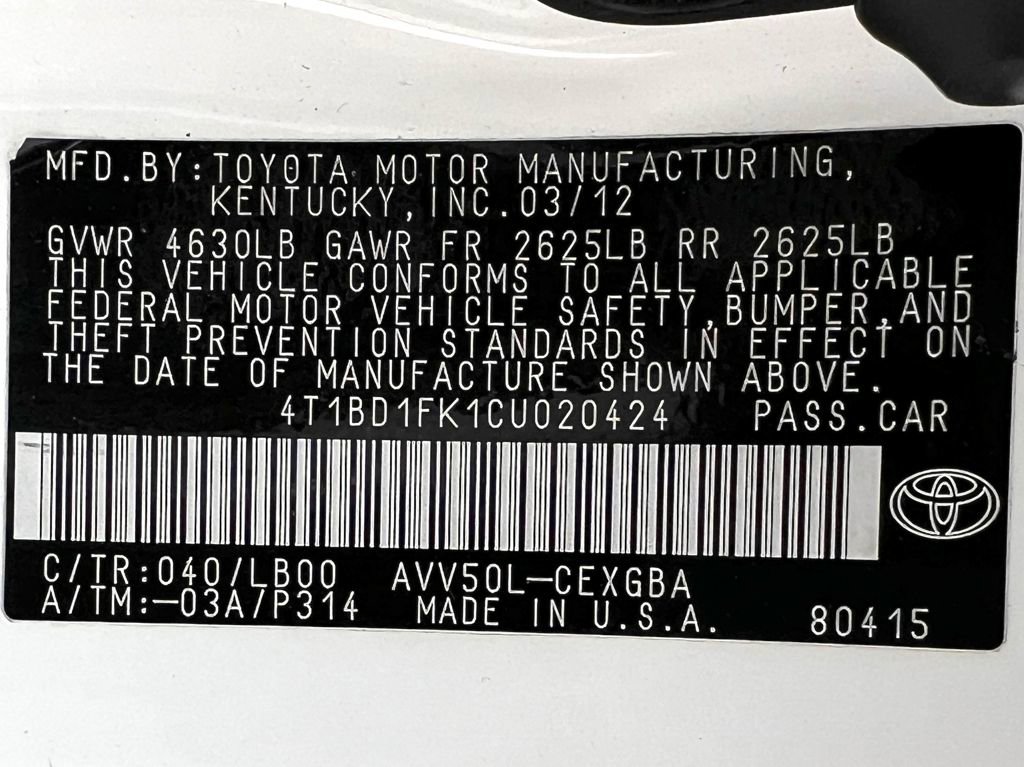 MFD.BY:TOYOTA MOTOR MANUFACTURING,
KENTUCKY,INC.03/12
GVWR 4630LB GAWR FR 2625LB RR 2625LB
THIS VEHICLE CONFORMS TO ALL APPLICABLE
FEDERAL MOTOR VEHICLE SAFETY,BUMPER,AND
THEFT PREVENTION STANDARDS IN EFFECT ON
THE DATE OF MANUFACTURE SHOWN ABOVE.
4T1BD1FK1CU020424 PASS.CAR
C/TR:040/LB00 AVV50L-CEXGBA
A/TM:-03A/P314 MADE IN U.S.A. 80415